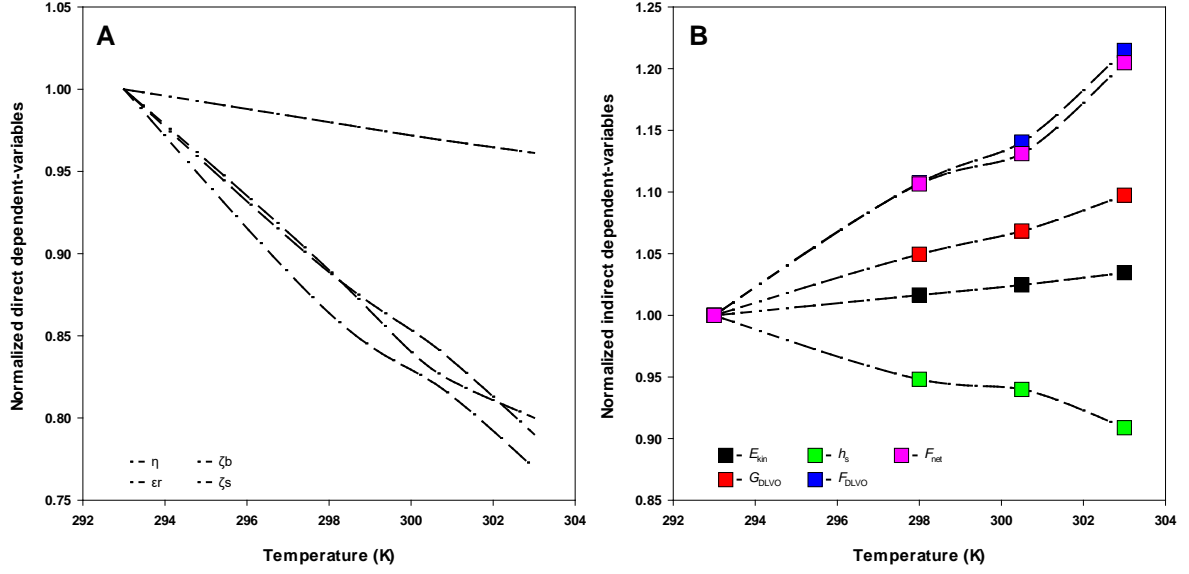 A
Normalized direct dependent-variables
1.05
1.00
0.95
0.90
0.85
0.80
0.75
η
ζb
εr
ζs
292
294
296
298
300
302
304
Temperature (K)
B
Normalized indirect dependent-variables
1.25
1.20
1.15
1.10
1.05
1.00
0.95
0.90
0.85
Ekin
hs
Fnet
GDLVO
FDLVO
292
294
296
298
300
302
304
Temperature (K)